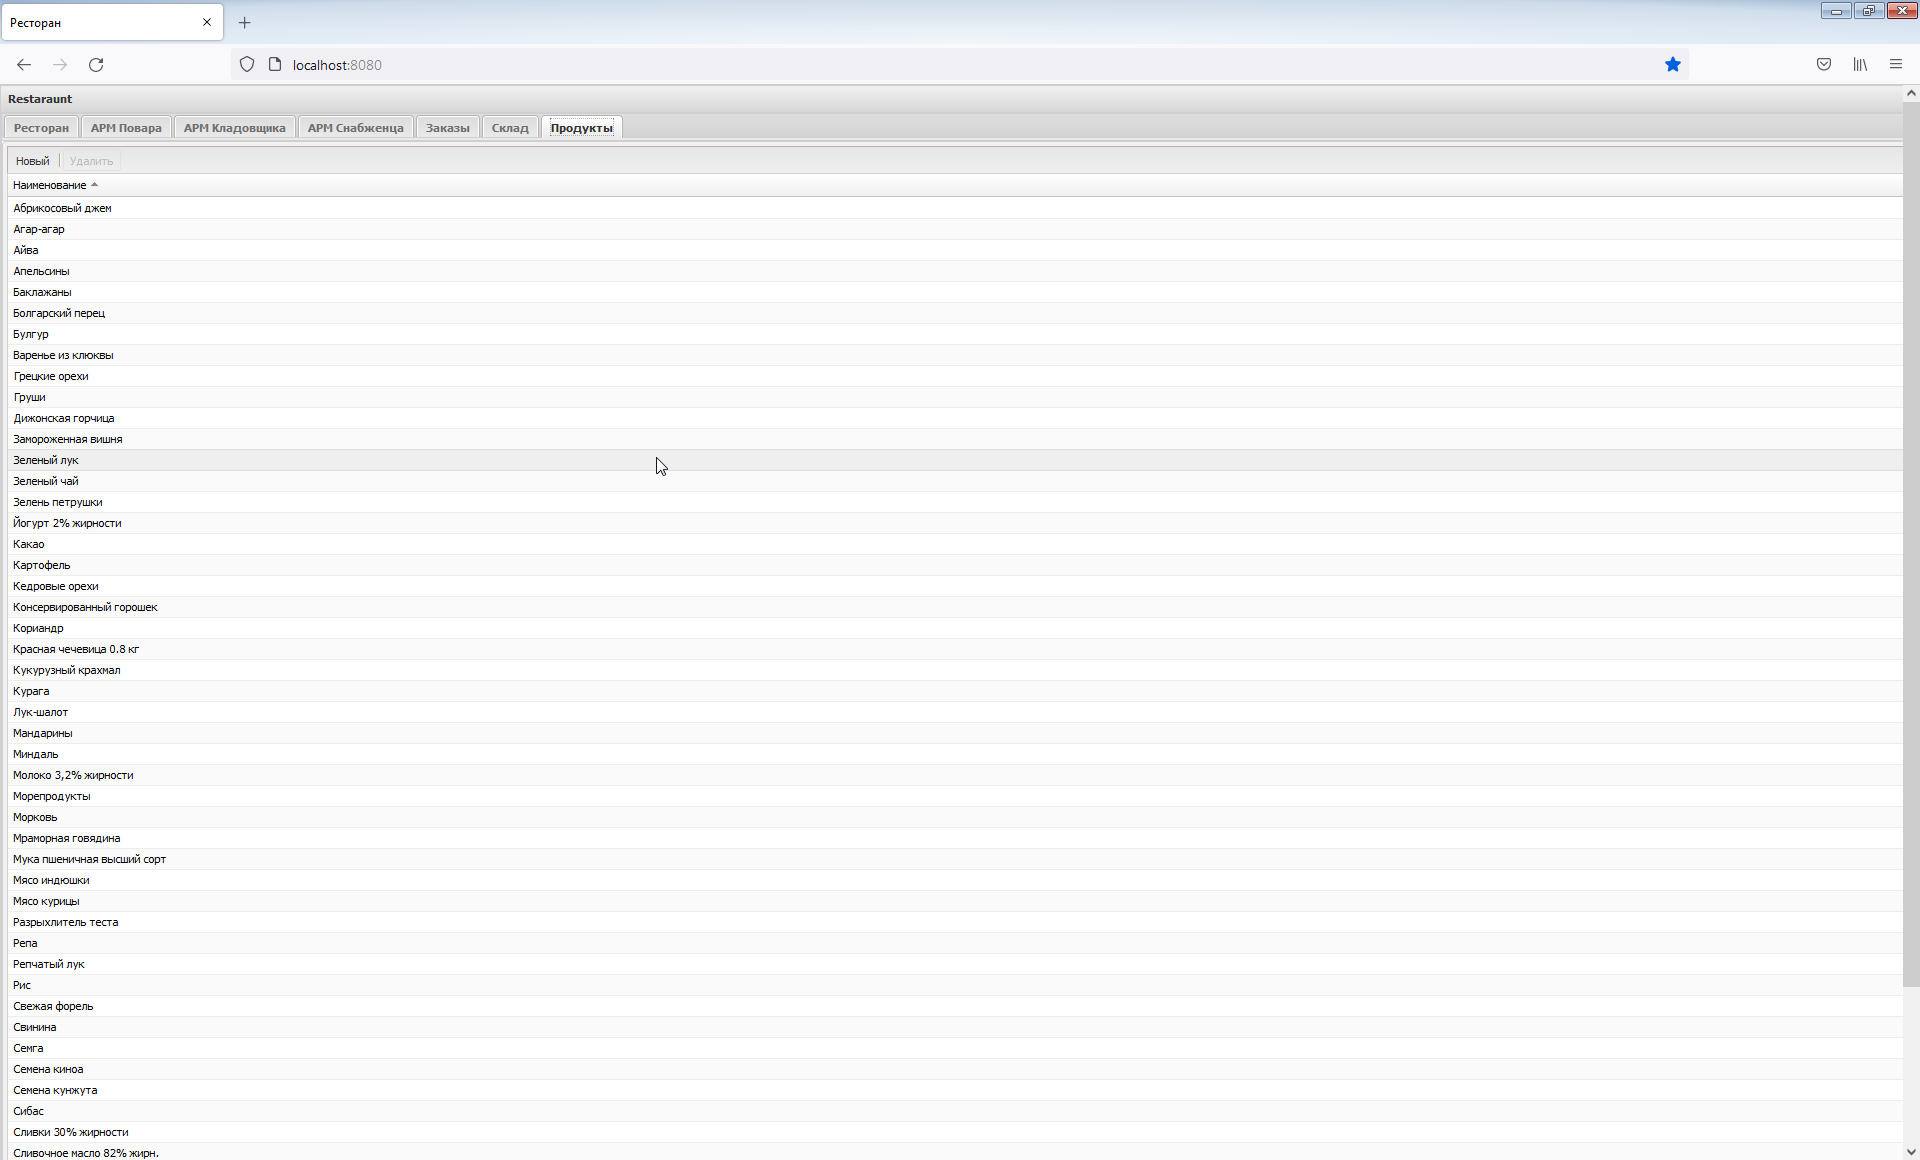 Ресторан
localhost:8080
Restaraunt
Ресторан АРМ Повара АРМ Кладовщика АРМ Снабженца Заказы Склад Продукты
Новый Удалить
Наименование
Абрикосовый джем
Агар-агар
Айва
Апельсины
Баклажаны
Болгарский перец
Булгур
Варенье из клюквы
Грецкие орехи
Груши
Дижонская горчица
Замороженная вишня
Зеленый лук
Зеленый чай
Зелень петрушки
Йогурт 2% жирности
Какао
Картофель
Кедровые орехи
Консервированный горошек
Кориандр
Красная чечевица 0.8 кг
Кукурузный крахмал
Курага
Лук-шалот
Мандарины
Миндаль
Молоко 3,2% жирности
Морепродукты
Морковь
Мраморная говядина
Мука пшеничная высший сорт
Мясо индюшки
Мясо курицы
Разрыхлитель теста
Репа
Репчатый лук
Рис
Свежая форель
Свинина
Семга
Семена киноа
Семена кунжута
Сибас
Сливки 30% жирности
Сливочное масло 82% жирн.